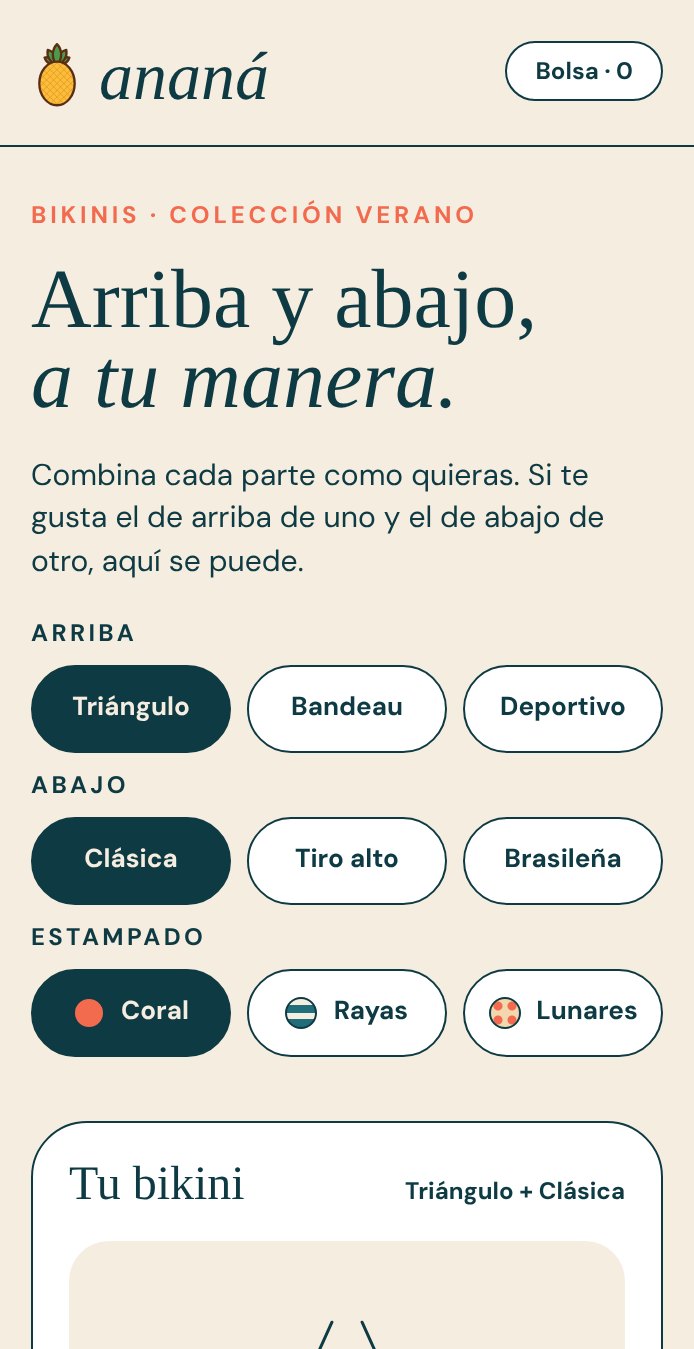 ananá
Bolsa · 0
BIKINIS · COLECCIÓN VERANO
Arriba y abajo,
a tu manera.
Combina cada parte como quieras. Si te
gusta el de arriba de uno y el de abajo de
otro, aquí se puede.
ARRIBA
Triángulo
Bandeau
Deportivo
ABAJO
Clásica
Tiro alto
Brasileña
ESTAMPADO
Coral
Rayas
Lunares
Tu bikini
Triángulo + Clásica